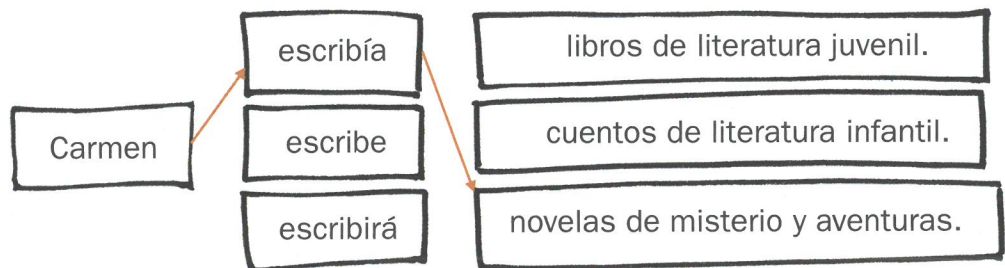 escribía
libros de literatura juvenil.
Carmen
escribe
cuentos de literatura infantil.
escribirá
novelas de misterio y aventuras.